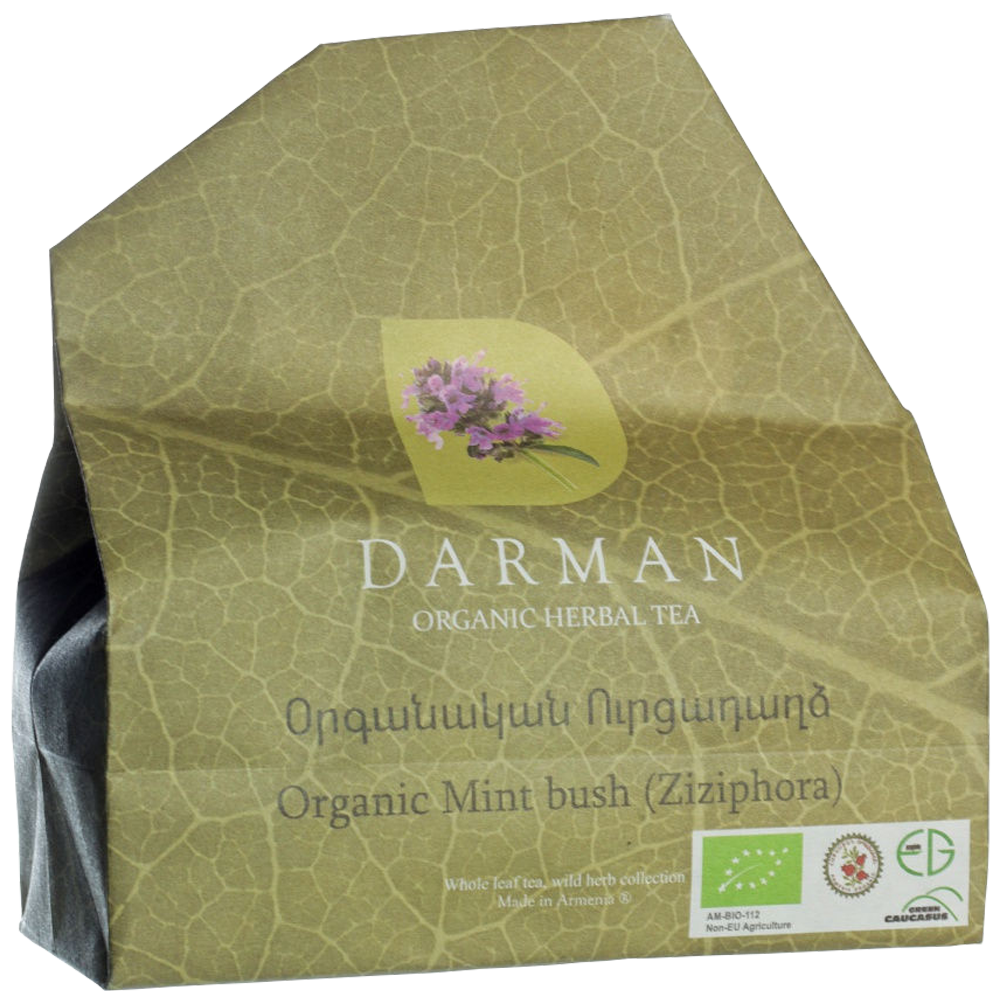 DARMAN
ORGANIC HERBAL TEA
Օրգանական Ուրցադաղձ
Organic Mint bush (Ziziphora)
Whole leaf tea, wild herb collection
Made in Armenia ®
AM-BIO-112
Non-EU Agriculture
GREEN
CAUCASUS